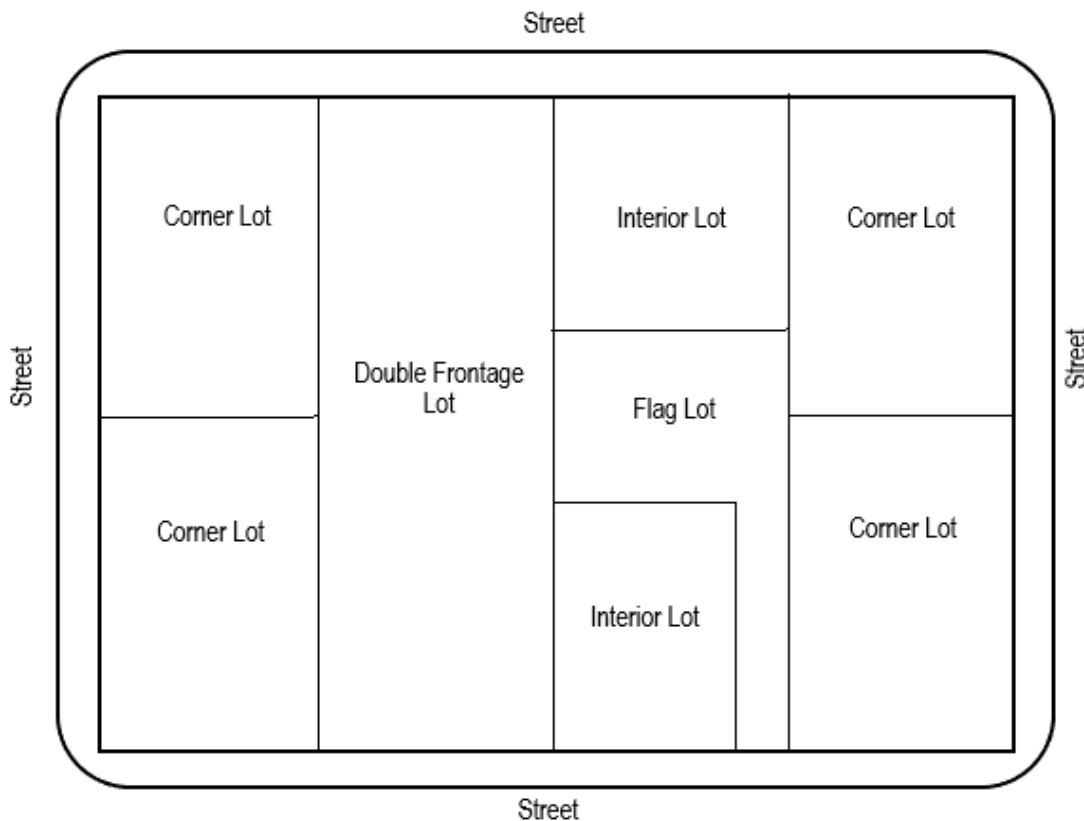 Street
Corner Lot
Interior Lot
Corner Lot
Street
Street
Double Frontage
Lot
Flag Lot
Corner Lot
Corner Lot
Interior Lot
Street